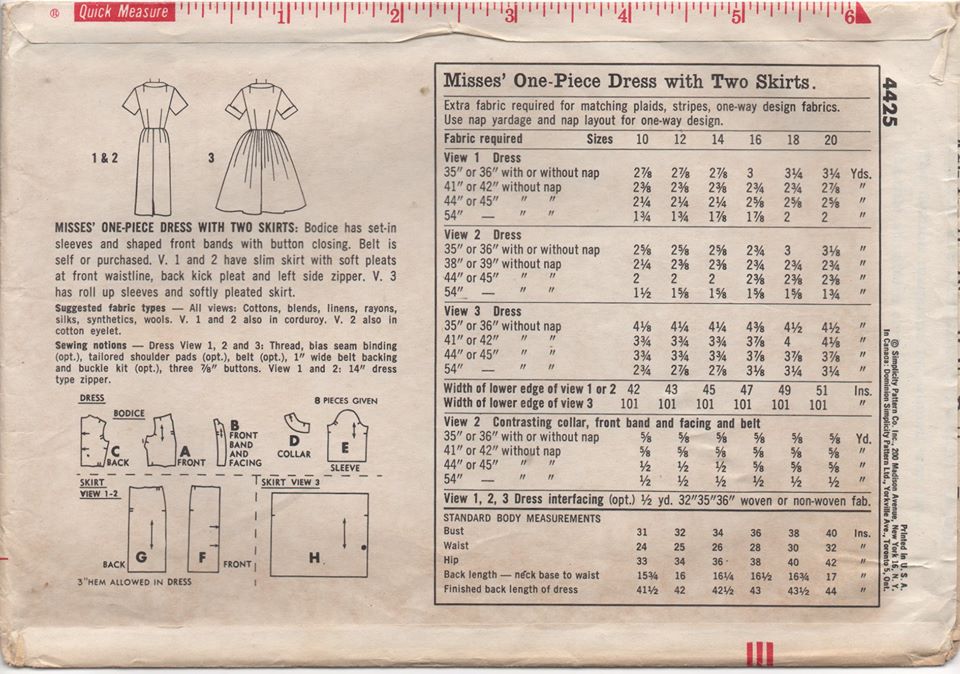 ® Quick Measure 1 2 3 4 5 6
1 & 2
3
MISSES' ONE-PIECE DRESS WITH TWO SKIRTS: Bodice has set-in
sleeves and shaped front bands with button closing. Belt is
self or purchased. V. 1 and 2 have slim skirt with soft pleats
at front waistline, back kick pleat and left side zipper. V. 3
has roll up sleeves and softly pleated skirt.
Suggested fabric types — All views: Cottons, blends, linens, rayons,
silks, synthetics, wools. V. 1 and 2 also in corduroy. V. 2 also in
cotton eyelet.
Sewing notions — Dress View 1, 2 and 3: Thread, bias seam binding
(opt.), tailored shoulder pads (opt.), belt (opt.), 1" wide belt backing
and buckle kit (opt.), three ⅞" buttons. View 1 and 2: 14" dress
type zipper.
DRESS
8 PIECES GIVEN
BODICE
C
BACK
A
FRONT
B
FRONT
BAND
AND
FACING
D
COLLAR
E
SLEEVE
SKIRT
VIEW 1-2
SKIRT VIEW 3
BACK
G
F
FRONT
H
3"HEM ALLOWED IN DRESS
Misses' One-Piece Dress with Two Skirts.
Extra fabric required for matching plaids, stripes, one-way design fabrics.
Use nap yardage and nap layout for one-way design.
Fabric required Sizes 10 12 14 16 18 20
View 1 Dress
35" or 36" with or without nap 2⅞ 2⅞ 2⅞ 3 3¼ 3¼ Yds.
41" or 42" without nap 2⅜ 2⅜ 2⅜ 2¾ 2¾ 2⅞ "
44" or 45" " " 2¼ 2¼ 2¼ 2⅝ 2⅝ 2⅝ "
54" — " " 1¾ 1¾ 1⅞ 1⅞ 2 2 "
View 2 Dress
35" or 36" with or without nap 2⅝ 2⅝ 2⅝ 2¾ 3 3⅛ "
38" or 39" without nap 2¼ 2⅜ 2⅜ 2¾ 2¾ 2¾ "
44" or 45" " " 2 2 2 2⅜ 2⅜ 2⅜ "
54" — " " 1½ 1⅝ 1⅝ 1⅝ 1⅝ 1¾ "
View 3 Dress
35" or 36" without nap 4⅛ 4¼ 4¼ 4⅜ 4½ 4½ "
41" or 42" " " 3¾ 3¾ 3¾ 3⅞ 4 4⅛ "
44" or 45" " " 3¾ 3¾ 3¾ 3⅞ 3⅞ 3⅞ "
54" — " " 2¾ 2⅞ 2⅞ 3⅛ 3¼ 3¼ "
Width of lower edge of view 1 or 2 42 43 45 47 49 51 Ins.
Width of lower edge of view 3 101 101 101 101 101 101 "
View 2 Contrasting collar, front band and facing and belt
35" or 36" with or without nap ⅝ ⅝ ⅝ ⅝ ⅝ ⅝ Yd.
41" or 42" without nap ⅝ ⅝ ⅝ ⅝ ⅝ ⅝ "
44" or 45" " " ½ ½ ½ ⅝ ⅝ ⅝ "
54" — " " ½ ½ ½ ½ ½ ½ "
View 1, 2, 3 Dress interfacing (opt.) ½ yd. 32"35"36" woven or non-woven fab.
STANDARD BODY MEASUREMENTS
Bust 31 32 34 36 38 40 Ins.
Waist 24 25 26 28 30 32 "
Hip 33 34 36 38 40 42 "
Back length — neck base to waist 15¾ 16 16¼ 16½ 16¾ 17 "
Finished back length of dress 41½ 42 42½ 43 43½ 44 "
4425
© Simplicity Pattern Co. Inc., 200 Madison Avenue, New York 16, N. Y.
In Canada: Dominion Simplicity Pattern Ltd., Yorkville Ave., Toronto 5, Ont.
Printed in U. S. A.